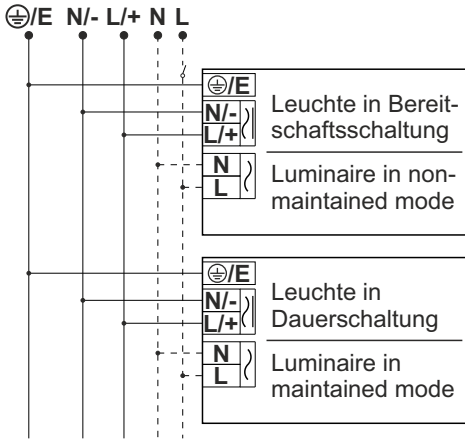 ⏚/E N/- L/+ N L
⏚/E
N/-
L/+
N
L
Leuchte in Bereit-
schaftsschaltung
Luminaire in non-
maintained mode
⏚/E
N/-
L/+
N
L
Leuchte in
Dauerschaltung
Luminaire in
maintained mode